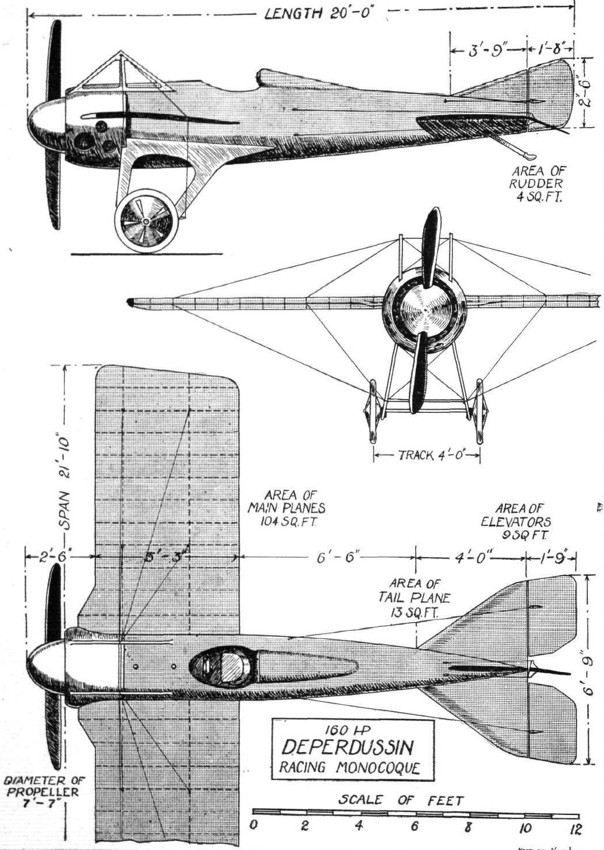 LENGTH 20'-0"
3'-9"
1'-8"
2'-6"
AREA OF
RUDDER
4 SQ. FT.
TRACK 4'-0"
SPAN 21'-10"
AREA OF
MAIN PLANES
104 SQ. FT
AREA OF
ELEVATORS
9 SQ. FT
2'-6"
5'-3"
6'-6"
4'-0"
1'-9"
AREA OF
TAIL PLANE
13 SQ. FT.
6'-9"
160 HP
DEPERDUSSIN
RACING MONOCOQUE
DIAMETER OF
PROPELLER
7'-7"
SCALE OF FEET
0 2 4 6 8 10 12